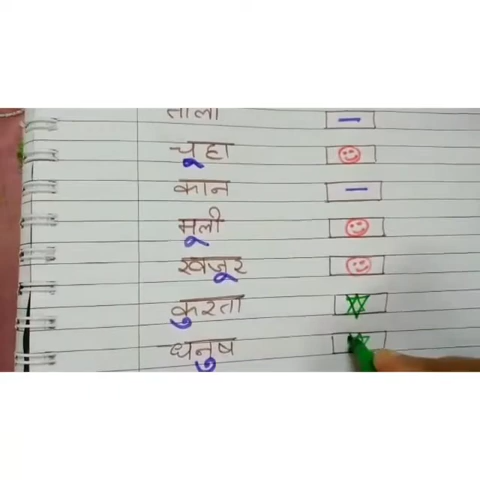 ताला
चूहा
कान
मूली
खजूर
कुरता
धनुष